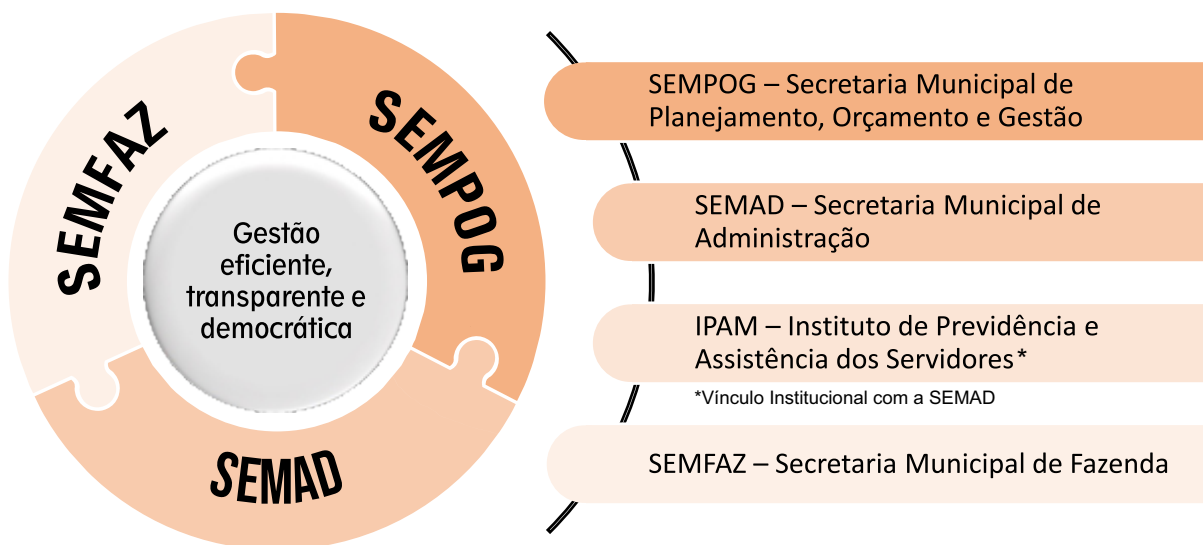 SEMFAZ
SEMPOG
SEMAD
Gestão
eficiente,
transparente e
democrática
SEMPOG – Secretaria Municipal de
Planejamento, Orçamento e Gestão
SEMAD – Secretaria Municipal de
Administração
IPAM – Instituto de Previdência e
Assistência dos Servidores*
*Vínculo Institucional com a SEMAD
SEMFAZ – Secretaria Municipal de Fazenda